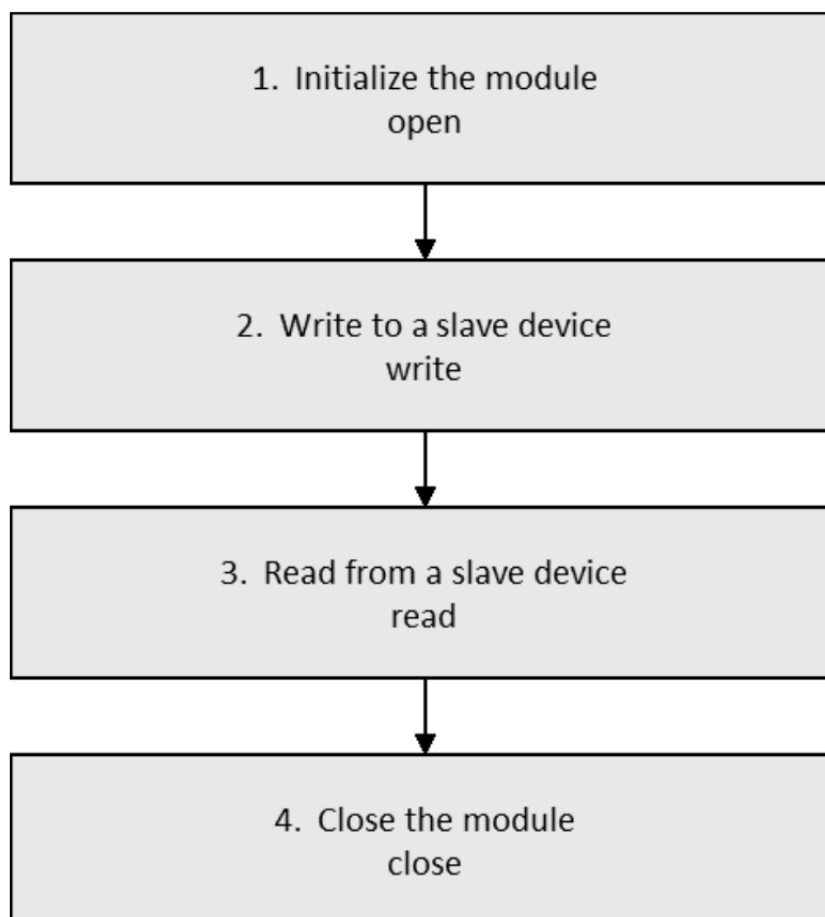 1. Initialize the module
open
2. Write to a slave device
write
3. Read from a slave device
read
4. Close the module
close